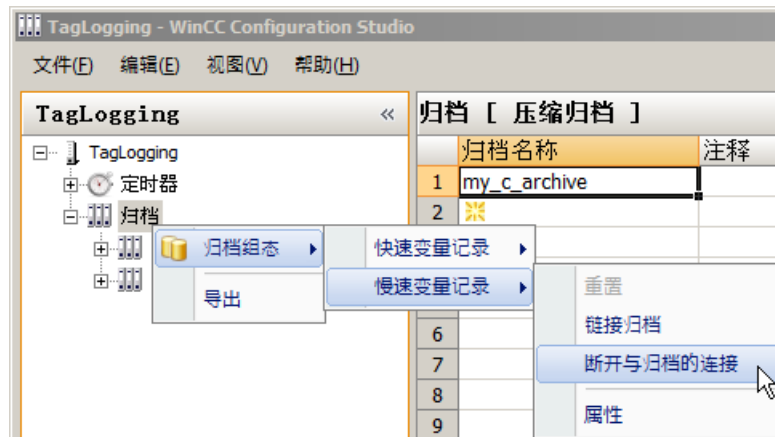 TagLogging - WinCC Configuration Studio
文件(F) 编辑(E) 视图(V) 帮助(H)
TagLogging «
归档 [ 压缩归档 ]
TagLogging
定时器
归档
归档名称 注释
1 my_c_archive
2
归档组态
导出
快速变量记录
慢速变量记录
重置
链接归档
断开与归档的连接
属性
6
7
8
9